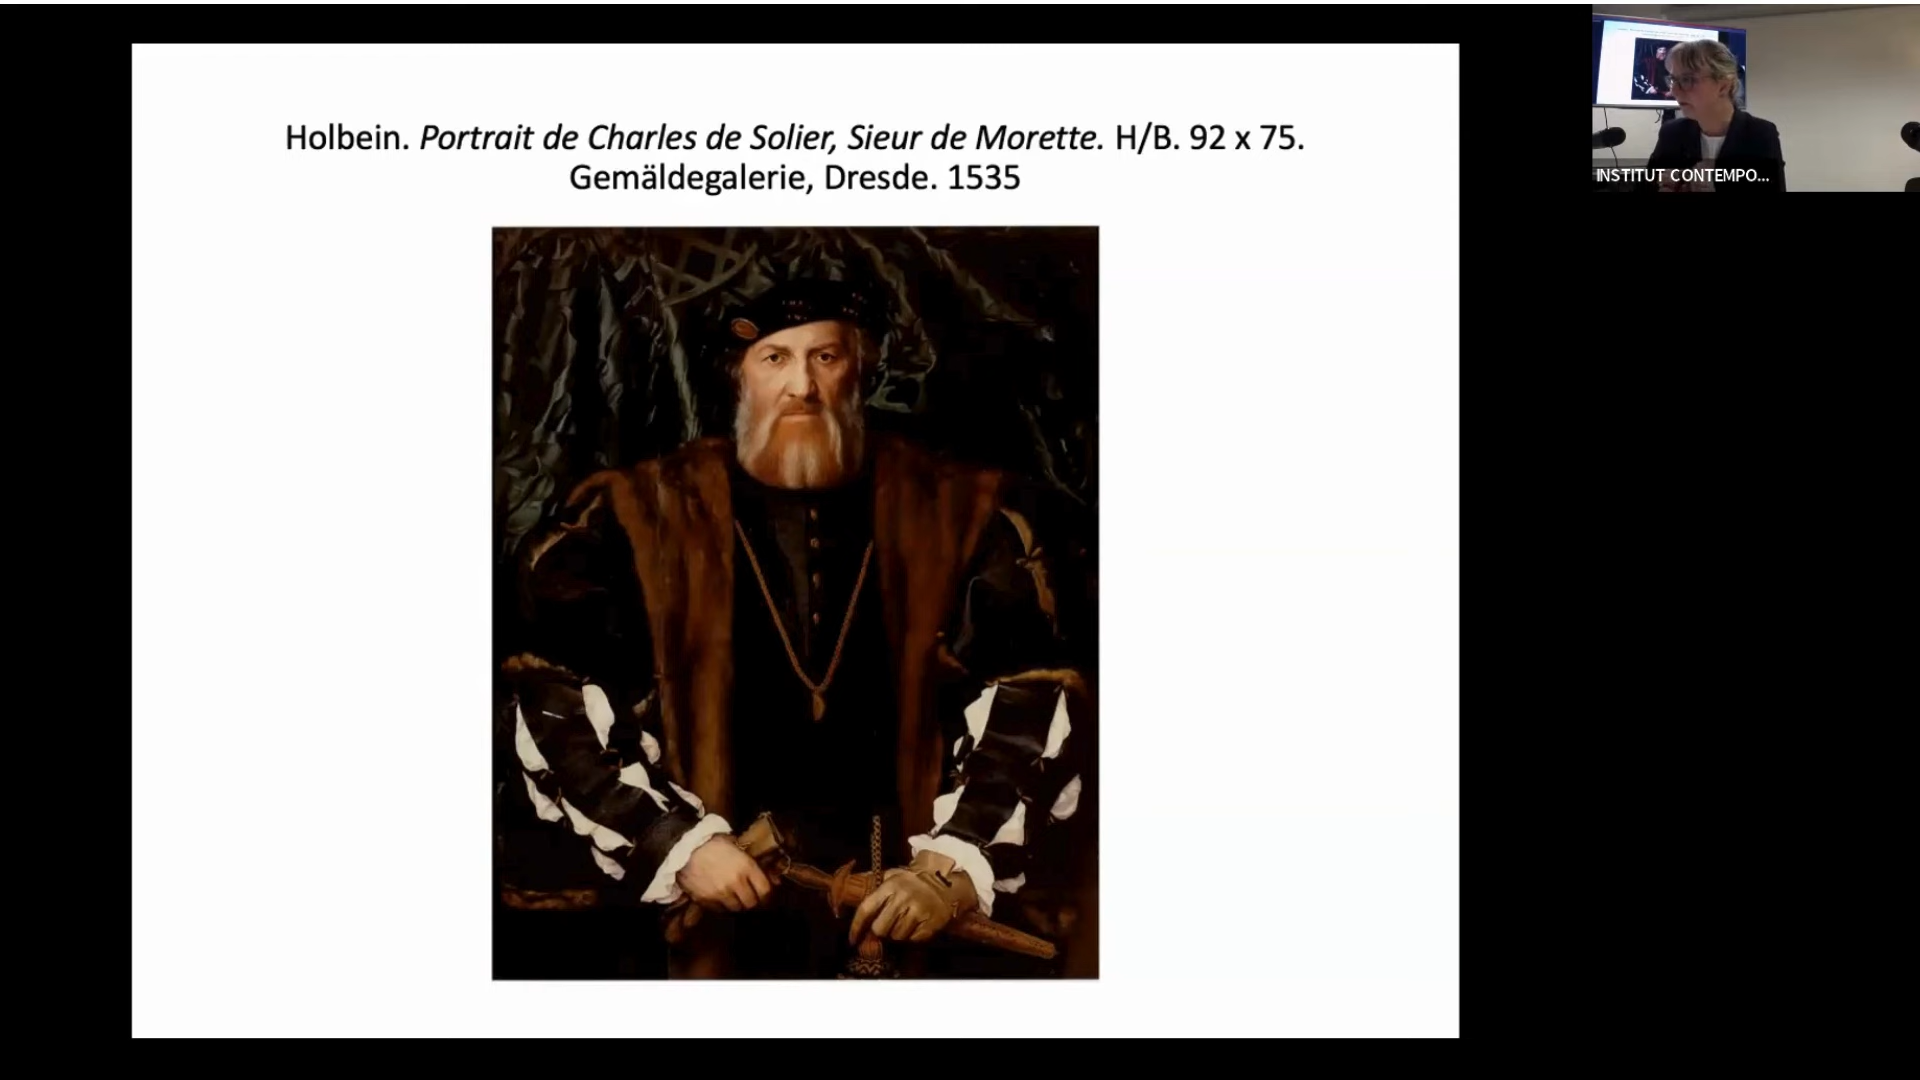 Holbein. Portrait de Charles de Solier, Sieur de Morette. H/B. 92 x 75.
Gemäldegalerie, Dresde. 1535
INSTITUT CONTEMPO...